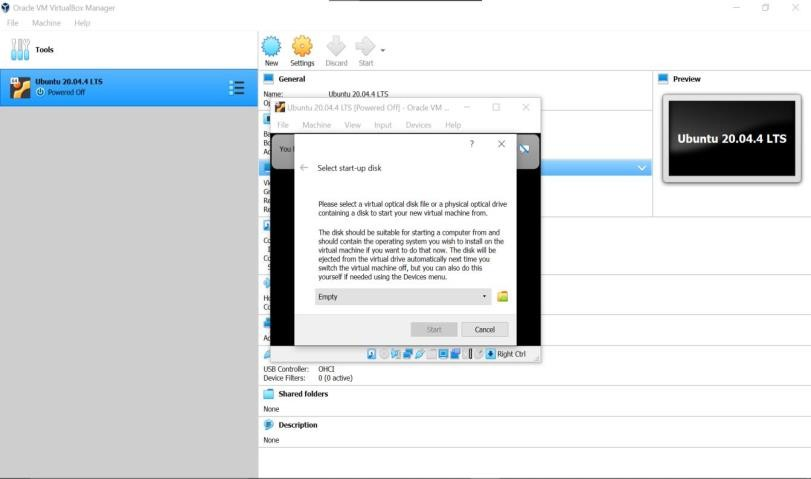 Oracle VM VirtualBox Manager
File Machine Help
Tools
New Settings Discard Start
Ubuntu 20.04.4 LTS
Powered Off
General
Name: Ubuntu 20.04.4 LTS
Preview
Ubuntu 20.04.4 LTS
Ubuntu 20.04.4 LTS [Powered Off] - Oracle VM ...
File Machine View Input Devices Help
You
?
Select start-up disk
Please select a virtual optical disk file or a physical optical drive
containing a disk to start your new virtual machine from.
The disk should be suitable for starting a computer from and
should contain the operating system you wish to install on the
virtual machine if you want to do that now. The disk will be
ejected from the virtual drive automatically next time you
switch the virtual machine off, but you can also do this
yourself if needed using the Devices menu.
Empty
Start Cancel
Right Ctrl
USB Controller: OHCI
Device Filters: 0 (0 active)
Shared folders
None
Description
None